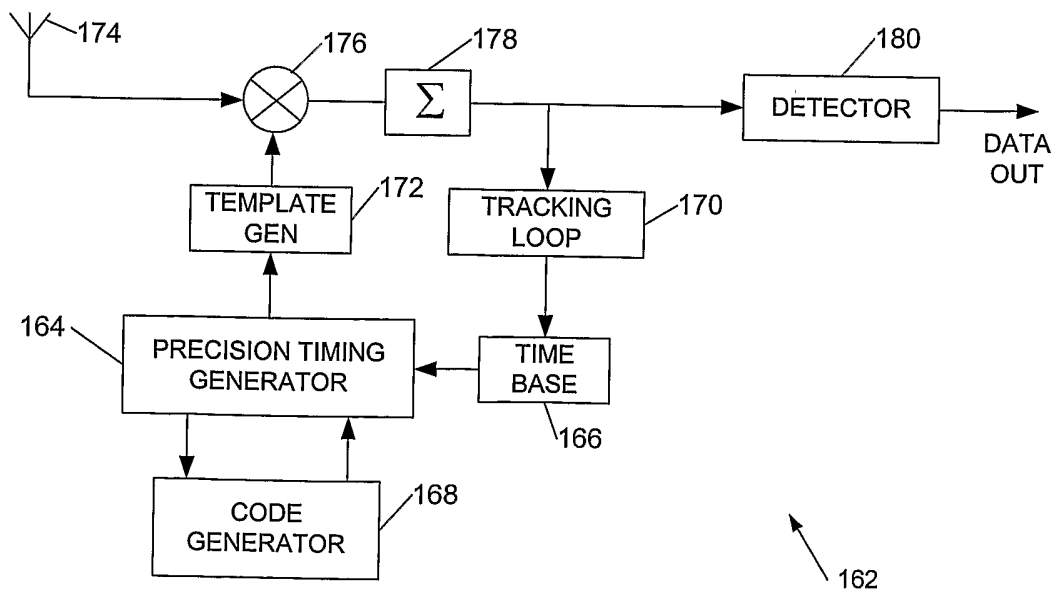 174
176
178
180
Σ
DETECTOR
DATA
OUT
172
TEMPLATE
GEN
TRACKING
LOOP
170
164
PRECISION TIMING
GENERATOR
TIME
BASE
166
CODE
GENERATOR
168
162